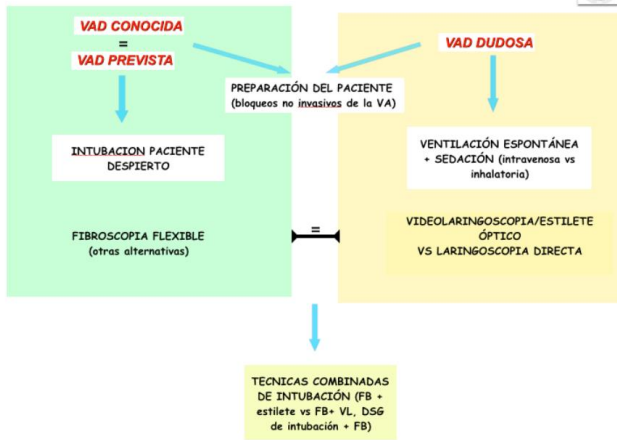 VAD CONOCIDA
=
VAD PREVISTA
VAD DUDOSA
PREPARACIÓN DEL PACIENTE
(bloqueos no invasivos de la VA)
INTUBACION PACIENTE
DESPIERTO
VENTILACIÓN ESPONTÁNEA
+ SEDACIÓN (intravenosa vs
inhalatoria)
FIBROSCOPIA FLEXIBLE
(otras alternativas)
=
VIDEOLARINGOSCOPIA/ESTILETE
ÓPTICO
VS LARINGOSCOPIA DIRECTA
TECNICAS COMBINADAS
DE INTUBACIÓN (FB +
estilete vs FB+ VL, DSG
de intubación + FB)